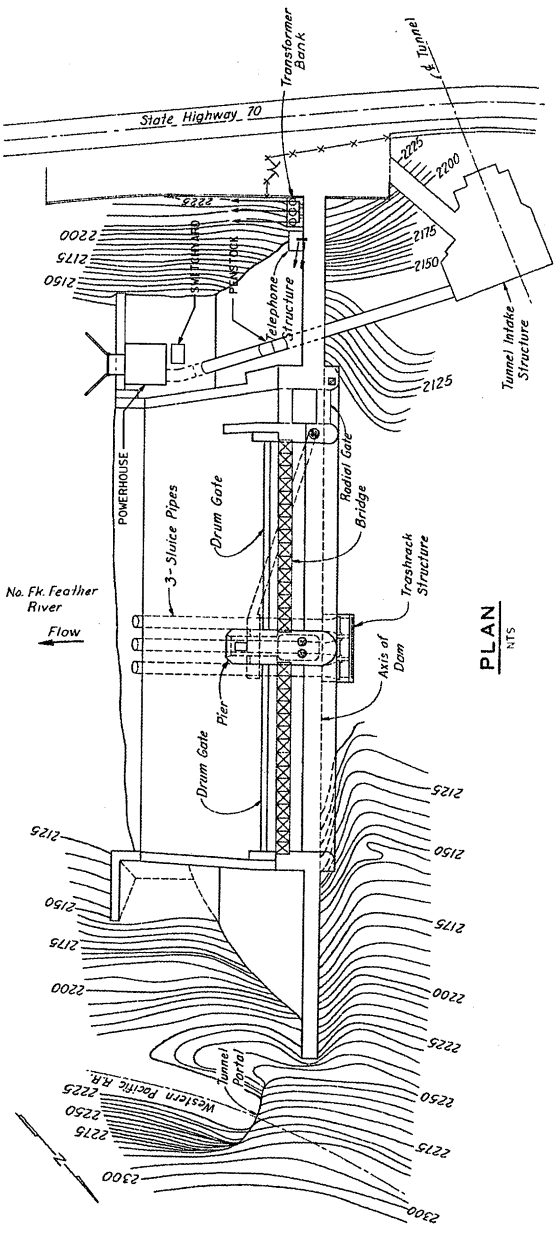 Transformer
Bank
₵ Tunnel
State Highway 70
2225
2200
2175
2150
2225
2200
2175
2150
SWITCHYARD
PENSTOCK
Telephone
Structure
Tunnel Intake
Structure
2125
POWERHOUSE
Radial Gate
Bridge
Drum Gate
3-Sluice Pipes
Trashrack
Structure
No. Fk. Feather
River
Flow
Pier
Axis of
Dam
PLAN
NTS
Drum Gate
2125
2150
2175
2200
2125
2150
2175
2200
2225
2250
2275
2300
Tunnel
Portal
Western Pacific R.R.
2225
2250
2275
2300
N